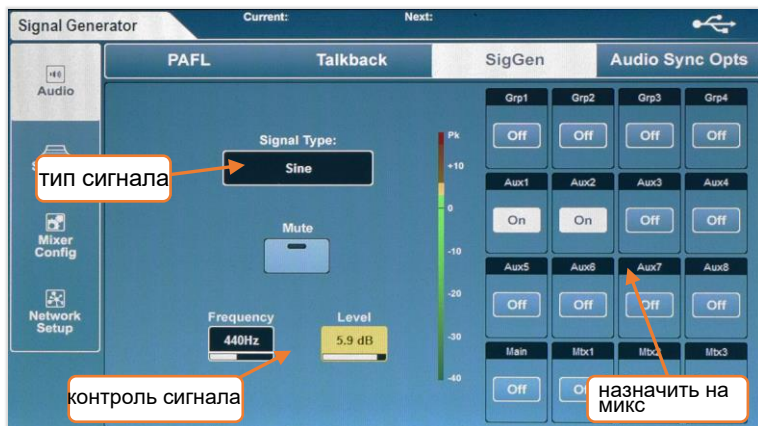 Signal Generator
Current:
Next:
PAFL
Talkback
SigGen
Audio Sync Opts
Audio
Mixer
Config
Network
Setup
тип сигнала
Signal Type:
Sine
Mute
Frequency
Level
440Hz
5.9 dB
контроль сигнала
Pk
+10
0
-10
-20
-30
-40
Grp1
Grp2
Grp3
Grp4
Off
Off
Off
Off
Aux1
Aux2
Aux3
Aux4
On
On
Off
Off
Aux5
Aux6
Aux7
Aux8
Off
Off
Off
Off
Main
Mtx1
Mtx2
Mtx3
Off
назначить на
микс